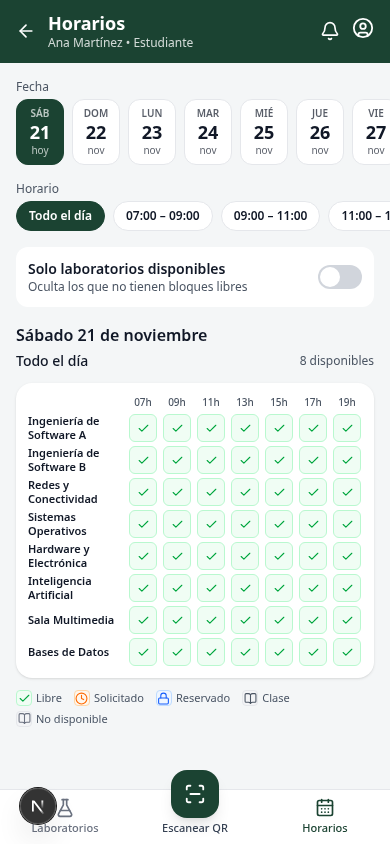 Horarios
Ana Martínez • Estudiante
Fecha
SÁB DOM LUN MAR MIÉ JUE VIE
21 22 23 24 25 26 27
hoy nov nov nov nov nov nov
Horario
Todo el día 07:00 – 09:00 09:00 – 11:00 11:00 – 1
Solo laboratorios disponibles
Oculta los que no tienen bloques libres
Sábado 21 de noviembre
Todo el día 8 disponibles
07h 09h 11h 13h 15h 17h 19h
Ingeniería de
Software A
Ingeniería de
Software B
Redes y
Conectividad
Sistemas
Operativos
Hardware y
Electrónica
Inteligencia
Artificial
Sala Multimedia
Bases de Datos
Libre Solicitado Reservado Clase
No disponible
N
Laboratorios Escanear QR Horarios